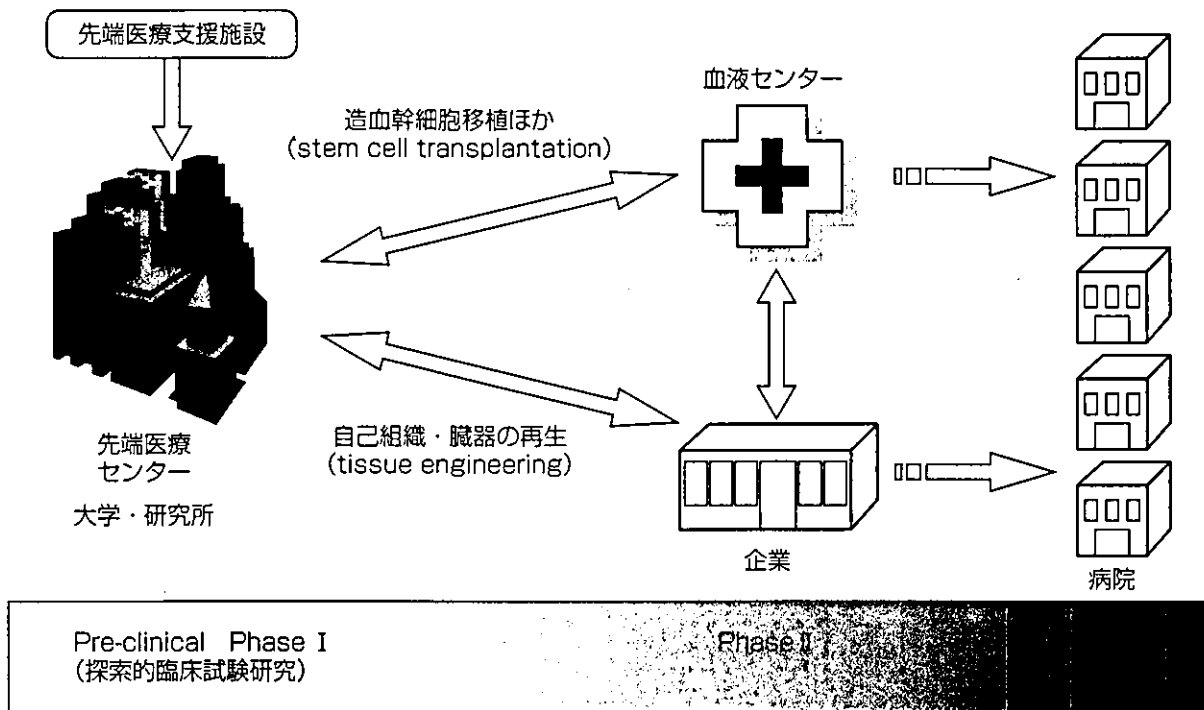 先端医療支援施設
血液センター
造血幹細胞移植ほか
(stem cell transplantation)
自己組織・臓器の再生
(tissue engineering)
先端医療
センター
大学・研究所
企業
病院
Pre-clinical Phase I
(探索的臨床試験研究)
Phase II